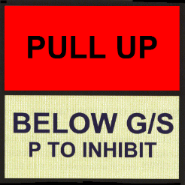 PULL UP
BELOW G/S
P TO INHIBIT